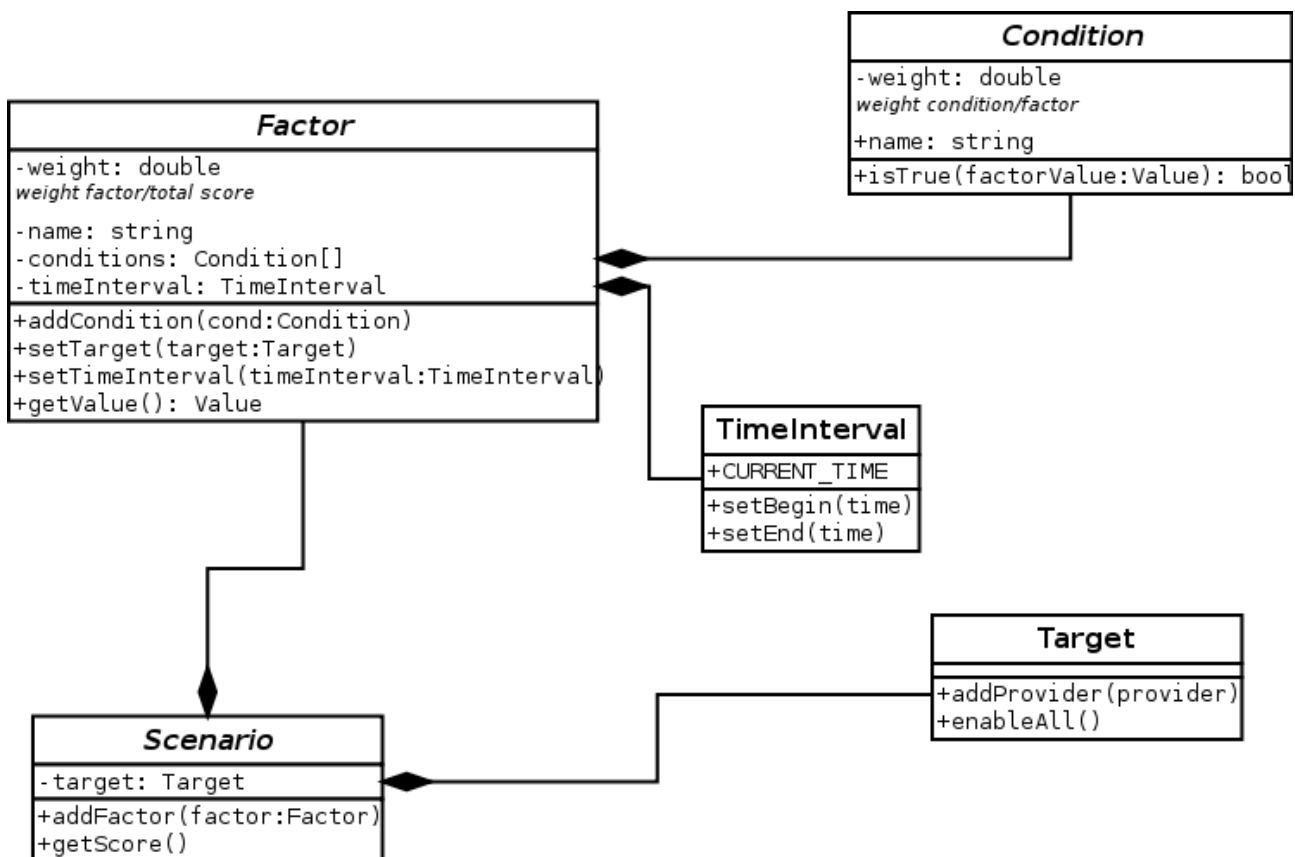 Condition
-weight: double
weight condition/factor
+name: string
+isTrue(factorValue:Value): bool
Factor
-weight: double
weight factor/total score
-name: string
-conditions: Condition[]
-timeInterval: TimeInterval
+addCondition(cond:Condition)
+setTarget(target:Target)
+setTimeInterval(timeInterval:TimeInterval)
+getValue(): Value
TimeInterval
+CURRENT_TIME
+setBegin(time)
+setEnd(time)
Target
+addProvider(provider)
+enableAll()
Scenario
-target: Target
+addFactor(factor:Factor)
+getScore()